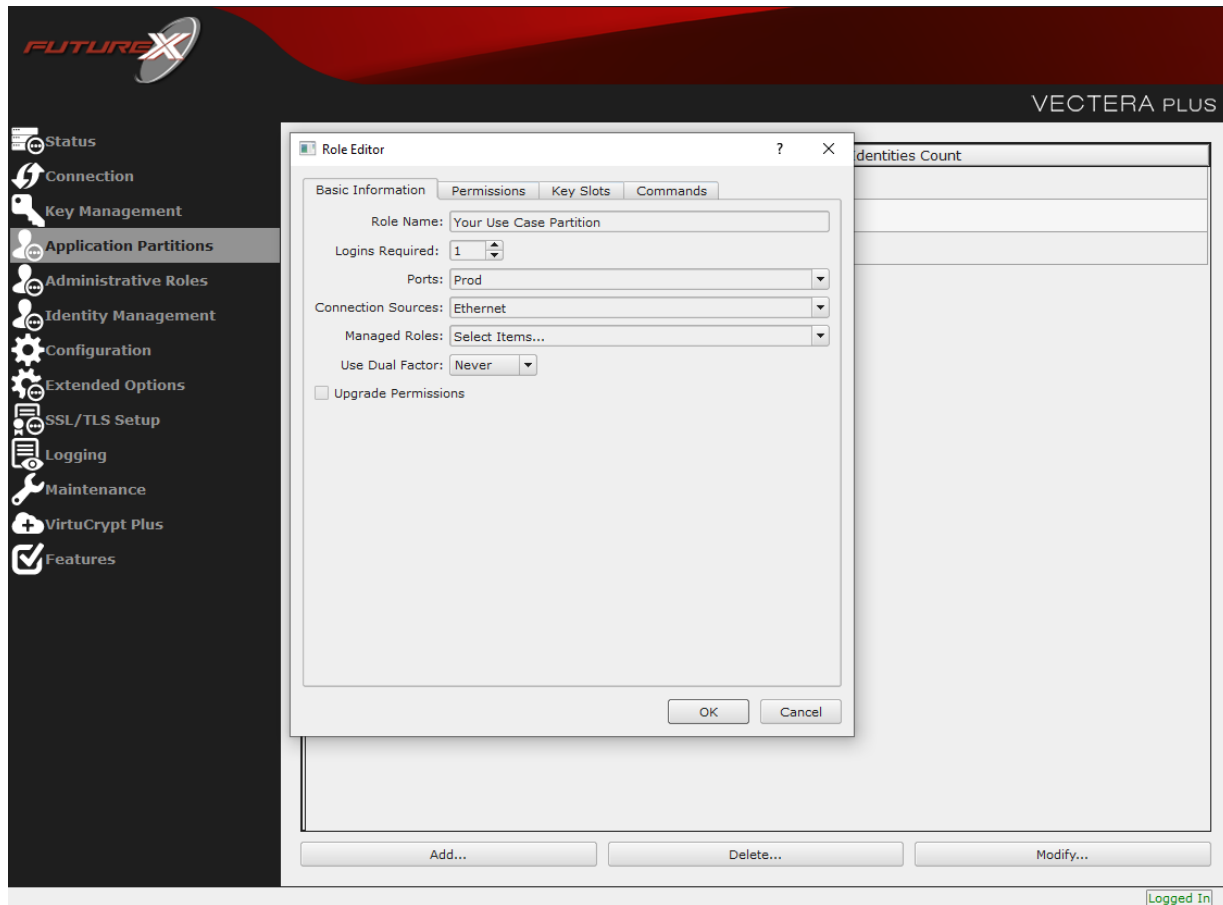 FUTUREX
VECTERA PLUS
Status
Connection
Key Management
Application Partitions
Administrative Roles
Identity Management
Configuration
Extended Options
SSL/TLS Setup
Logging
Maintenance
VirtuCrypt Plus
Features
Role Editor ? ×
Identities Count
Basic Information Permissions Key Slots Commands
Role Name: Your Use Case Partition
Logins Required: 1
Ports: Prod
Connection Sources: Ethernet
Managed Roles: Select Items...
Use Dual Factor: Never
Upgrade Permissions
OK Cancel
Add... Delete... Modify...
Logged In